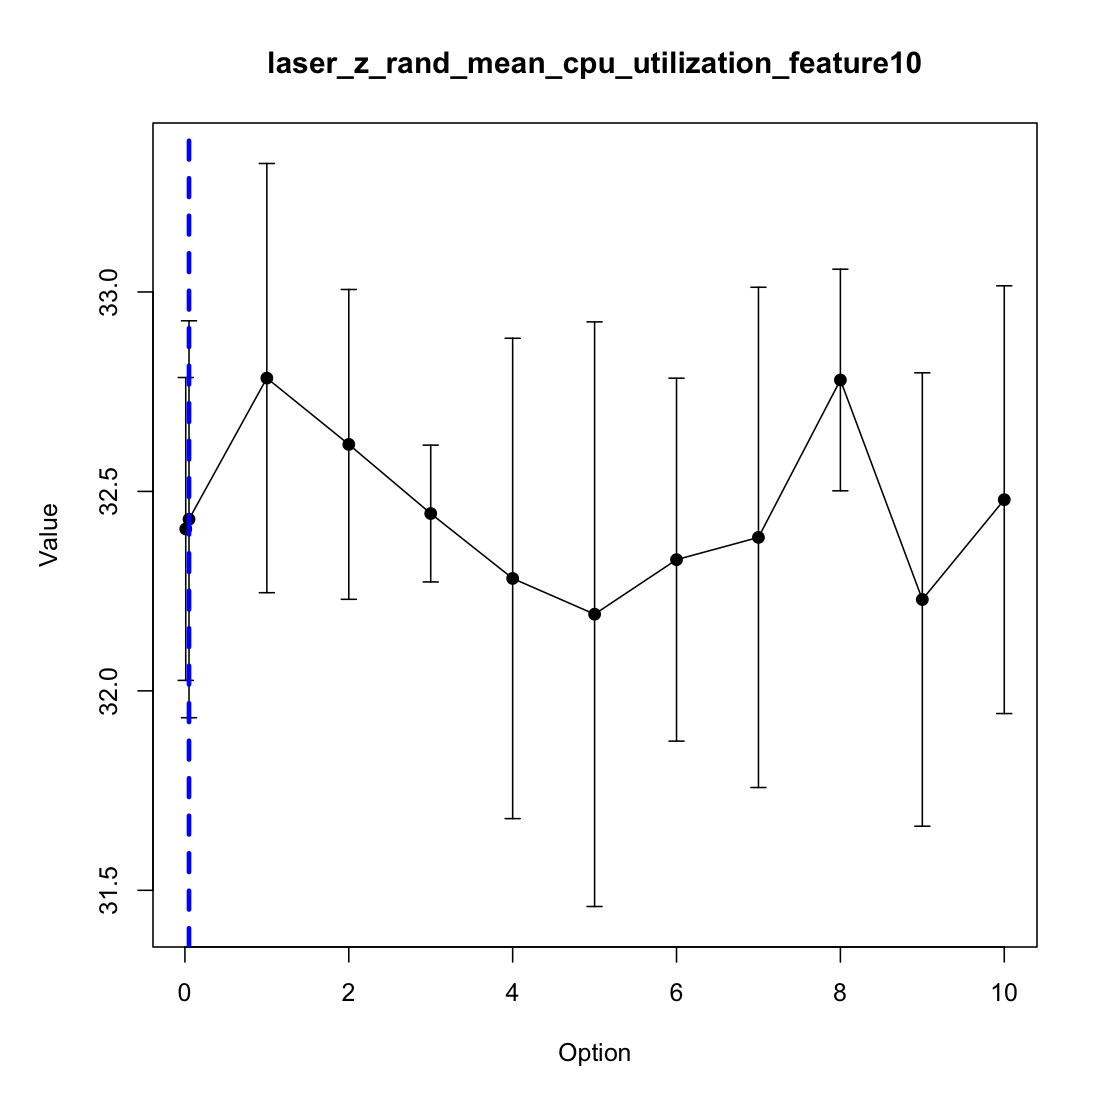 laser_z_rand_mean_cpu_utilization_feature10
33.0
32.5
32.0
31.5
Value
0 2 4 6 8 10
Option